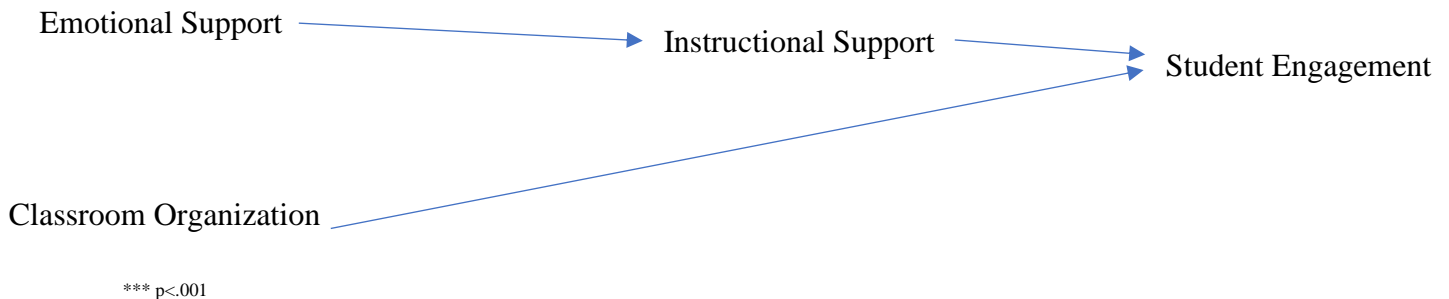 Emotional Support
Instructional Support
Student Engagement
Classroom Organization
*** p<.001